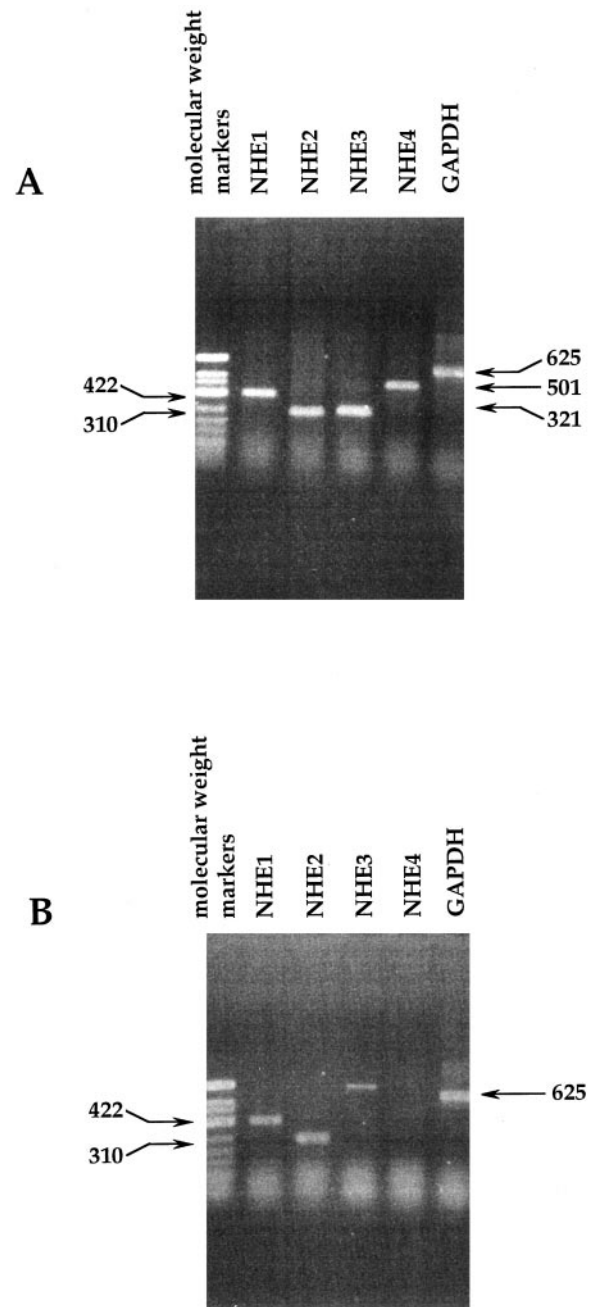 A
molecular weight
markers
NHE1
NHE2
NHE3
NHE4
GAPDH
422
310
625
501
321
B
molecular weight
markers
NHE1
NHE2
NHE3
NHE4
GAPDH
422
310
625